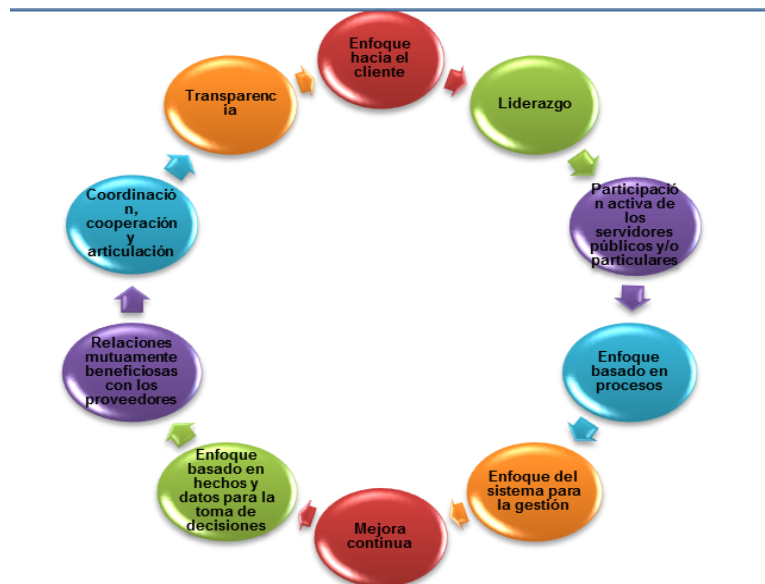 Enfoque
hacia el
cliente
Liderazgo
Participació
n activa de
los
servidores
públicos y/o
particulares
Enfoque
basado en
procesos
Enfoque del
sistema para
la gestión
Mejora
continua
Enfoque
basado en
hechos y
datos para la
toma de
decisiones
Relaciones
mutuamente
beneficiosas
con los
proveedores
Coordinació
n,
cooperación
y
articulación
Transparenc
ia